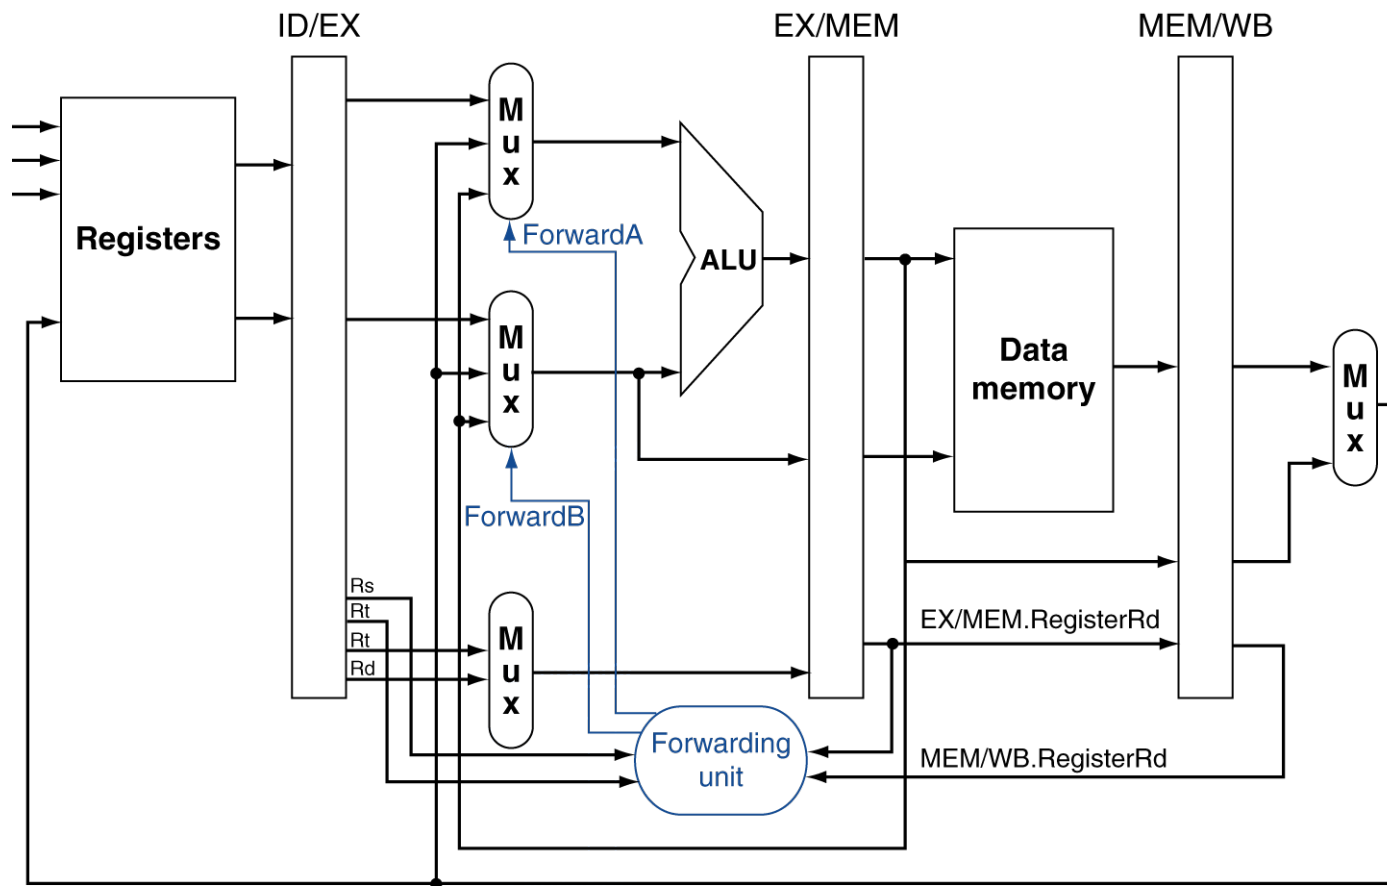 ID/EX
EX/MEM
MEM/WB
Registers
M
u
x
ForwardA
ALU
M
u
x
ForwardB
Data
memory
M
u
x
Rs
Rt
Rt
Rd
M
u
x
EX/MEM.RegisterRd
Forwarding
unit
MEM/WB.RegisterRd